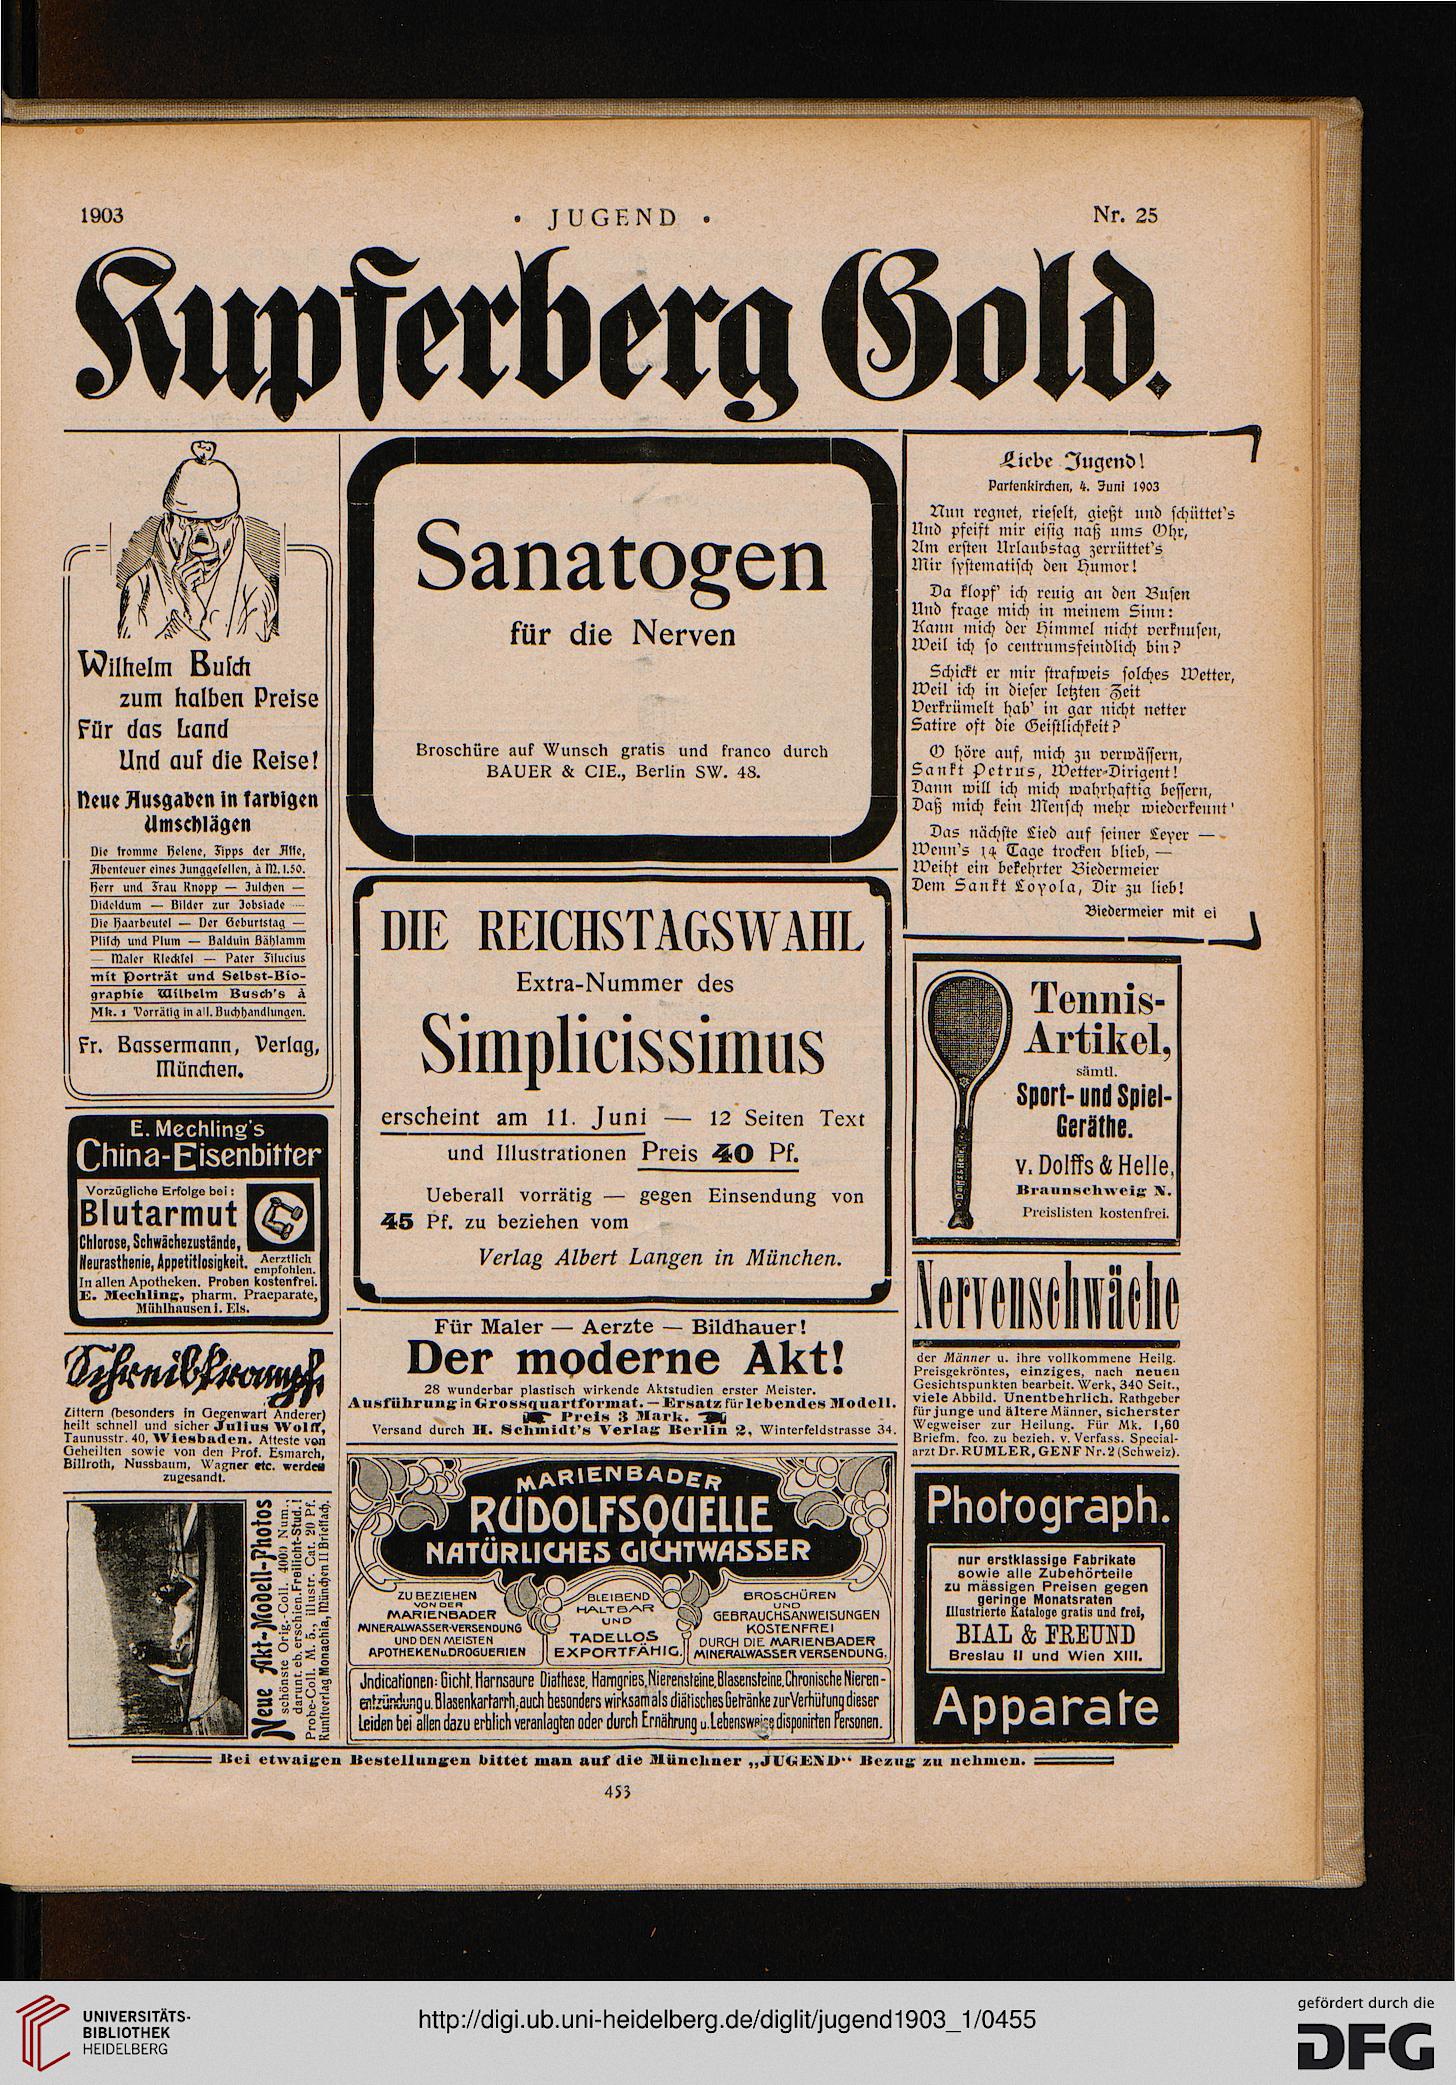 1903
• JUGEND •
Nr. 25
Kupferberg Gold.
Wilhelm Busch
zum halben Preise
Für das Land
Und auf die Reise!
Neue Ausgaben in farbigen
Umschlägen
Die fromme Helene, Fipps der Affe,
Abenteuer eines Junggesellen, à M. 1.50.
Herr und Frau Knopp — Julchen —
Dideldum — Bilder zur Jobsiade —
Die Haarbeutel — Der Geburtstag —
Plisch und Plum — Balduin Bählamm
— Maler Klecksel — Pater Filucius
mit Porträt und Selbst-Bio-
graphie Wilhelm Busch's à
Mk. 1 Vorrätig in all. Buchhandlungen.
Fr. Bassermann, Verlag,
München.
E. Mechling's
China-Eisenbitter
Vorzügliche Erfolge bei:
Blutarmut
Chlorose, Schwächezustände,
Neurasthenie, Appetitlosigkeit.
Aerztlich
empfohlen.
In allen Apotheken. Proben kostenfrei.
E. Mechling, pharm. Praeparate,
Mühlhausen i. Els.
Schreibkrampf,
Zittern (besonders in Gegenwart Anderer)
heilt schnell und sicher Julius Wolff,
Taunusstr. 40, Wiesbaden. Atteste von
Geheilten sowie von den Prof. Esmarch,
Billroth, Nussbaum, Wagner etc. werden
zugesandt.
Neue Akt-Modell-Photos
schönste Orig.-Coll. 4000 Num.,
darunt. eb. erschien. Freilicht-Stud.!
Probe-Coll. M. 5., illustr. Cat. 20 Pf.
Kunstverlag Monachia, München II Brieffach.
Sanatogen
für die Nerven
Broschüre auf Wunsch gratis und franco durch
BAUER & CIE., Berlin SW. 48.
DIE REICHSTAGSWAHL
Extra-Nummer des
Simplicissimus
erscheint am 11. Juni — 12 Seiten Text
und Illustrationen Preis 40 Pf.
Ueberall vorrätig — gegen Einsendung von
45 Pf. zu beziehen vom
Verlag Albert Langen in München.
Für Maler — Aerzte — Bildhauer!
Der moderne Akt!
28 wunderbar plastisch wirkende Aktstudien erster Meister.
Ausführung in Grossquartformat. — Ersatz für lebendes Modell.
Preis 3 Mark.
Versand durch H. Schmidt's Verlag Berlin 2, Winterfeldstrasse 34.
MARIENBADER
RUDOLFSQUELLE
NATÜRLICHES GICHTWASSER
ZU BEZIEHEN
VON DER
MARIENBADER
MINERALWASSER-VERSENDUNG
UND DEN MEISTEN
APOTHEKEN u. DROGUERIEN
BLEIBEND
HALTBAR
UND
TADELLOS
EXPORTFÄHIG.
BROSCHÜREN
UND
GEBRAUCHSANWEISUNGEN
KOSTENFREI
DURCH DIE MARIENBADER
MINERALWASSER VERSENDUNG.
Indicationen: Gicht, Harnsaure Diathese, Harngries, Nierensteine, Blasensteine, Chronische Nieren-
entzündung u. Blasenkartarrh, auch besonders wirksam als diätisches Getränke zur Verhütung dieser
Leiden bei allen dazu erblich veranlagten oder durch Ernährung u. Lebensweise disponirten Personen.
Liebe Jugend!
Partenkirchen, 4. Juni 1903
Nun regnet, rieselt, gießt und schüttet's
Und pfeift mir eisig naß ums Ohr,
Am ersten Urlaubstag zerrüttet's
Mir systematisch den Humor!
Da klopf' ich reuig an den Busen
Und frage mich in meinem Sinn:
Kann mich der Himmel nicht verknusen,
Weil ich so centrumsfeindlich bin?
Schickt er mir strafweis solches Wetter,
Weil ich in dieser letzten Zeit
Verkrümelt hab' in gar nicht netter
Satire oft die Geistlichkeit?
O höre auf, mich zu verwässern,
Sankt Petrus, Wetter-Dirigent!
Dann will ich mich wahrhaftig bessern,
Daß mich kein Mensch mehr wiederkennt'
Das nächste Lied auf seiner Leyer —
Wenn's 14 Tage trocken blieb, —
Weiht ein bekehrter Biedermeier
Dem Sankt Loyola, Dir zu lieb!
Biedermeier mit ei
Tennis-
Artikel,
sämtl.
Sport- und Spiel-
Geräthe.
v. Dolffs & Helle,
Braunschweig N.
Preislisten kostenfrei.
Dolffs & Helle
Nervenschwäche
der Männer u. ihre vollkommene Heilg.
Preisgekröntes, einziges, nach neuen
Gesichtspunkten bearbeit. Werk, 340 Seit.,
viele Abbild. Unentbehrlich. Rathgeber
für junge und ältere Männer, sicherster
Wegweiser zur Heilung. Für Mk. 1,60
Briefm. fco. zu bezieh. v. Verfass. Special-
arzt Dr. RUMLER, GENF Nr. 2 (Schweiz).
Photograph.
nur erstklassige Fabrikate
sowie alle Zubehörteile
zu mässigen Preisen gegen
geringe Monatsraten
Illustrierte Kataloge gratis und frei,
BIAL & FREUND
Breslau II und Wien XIII.
Apparate
Bei etwaigen Bestellungen bittet man auf die Münchner „JUGEND“ Bezug zu nehmen.
453
UNIVERSITÄTS-
BIBLIOTHEK
HEIDELBERG
http://digi.ub.uni-heidelberg.de/diglit/jugend1903_1/0455
gefördert durch die
DFG